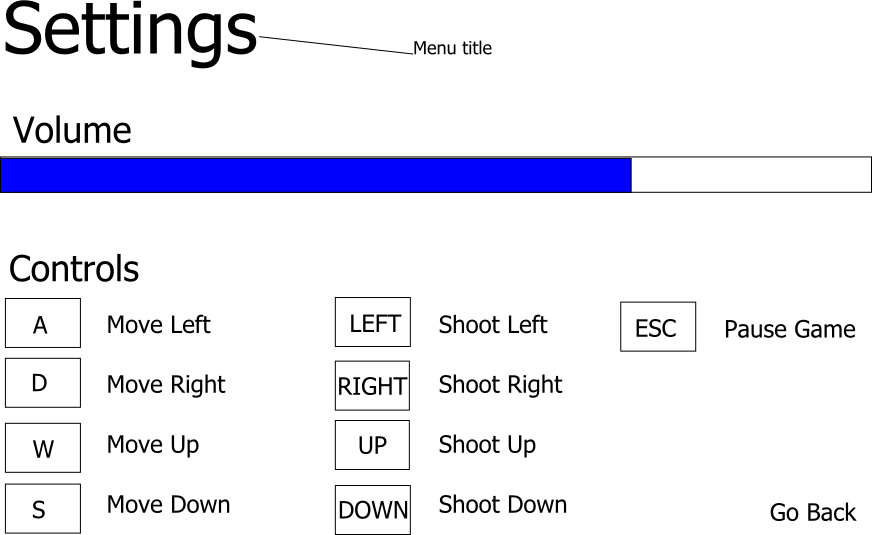 Settings
Menu title
Volume
Controls
A Move Left LEFT Shoot Left ESC Pause Game
D Move Right RIGHT Shoot Right
W Move Up UP Shoot Up
S Move Down DOWN Shoot Down
Go Back